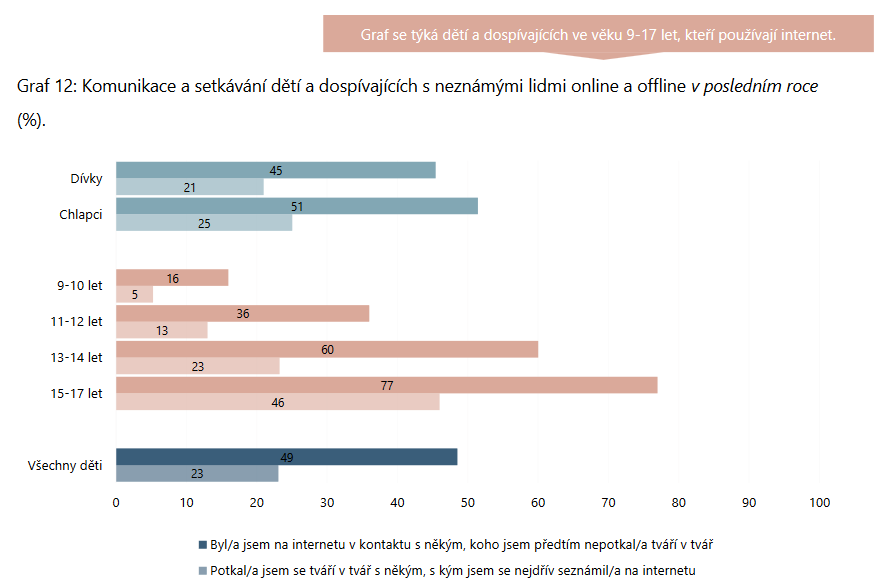 Graf se týká dětí a dospívajících ve věku 9-17 let, kteří používají internet.
Graf 12: Komunikace a setkávání dětí a dospívajících s neznámými lidmi online a offline v posledním roce
(%).
Dívky
45
21
Chlapci
51
25
9-10 let
16
5
11-12 let
36
13
13-14 let
60
23
15-17 let
77
46
Všechny děti
49
23
0 10 20 30 40 50 60 70 80 90 100
Byl/a jsem na internetu v kontaktu s někým, koho jsem předtím nepotkal/a tváří v tvář
Potkal/a jsem se tváří v tvář s někým, s kým jsem se nejdřív seznámil/a na internetu